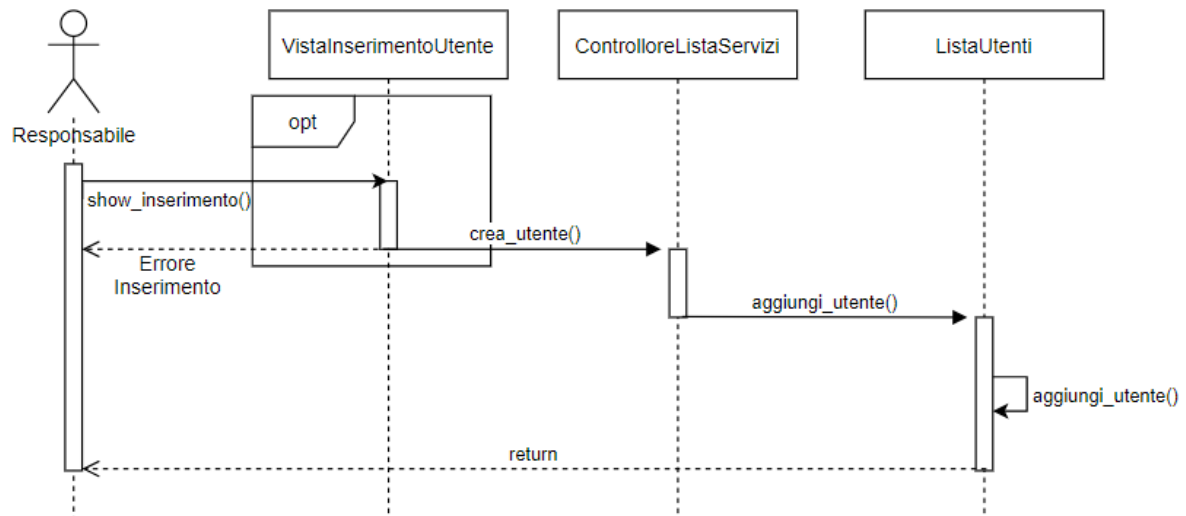 VistaInserimentoUtente
ControlloreListaServizi
ListaUtenti
opt
Responsabile
show_inserimento()
crea_utente()
Errore
Inserimento
aggiungi_utente()
aggiungi_utente()
return